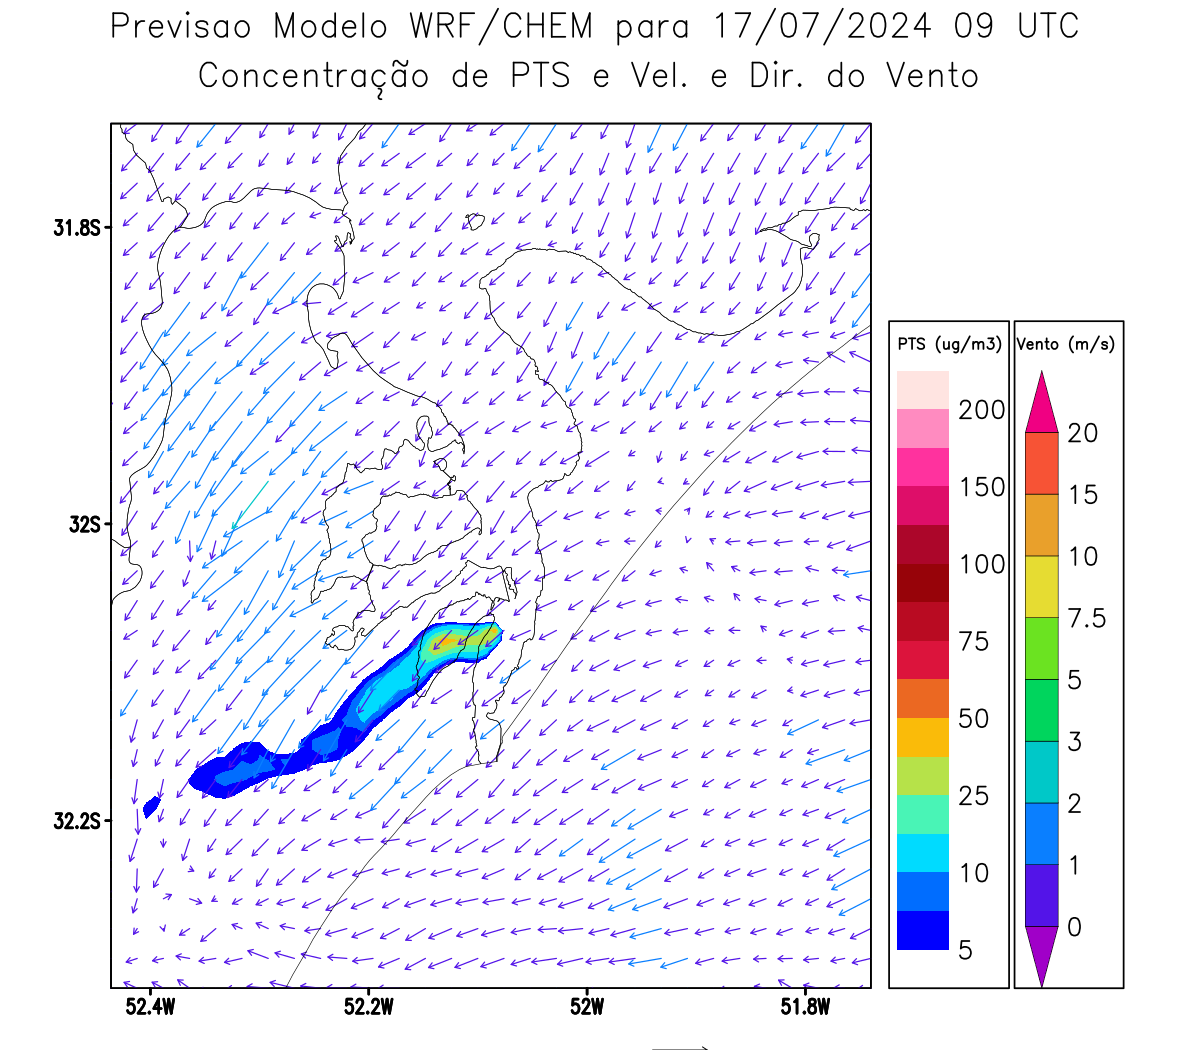 Previsao Modelo WRF/CHEM para 17/07/2024 09 UTC
Concentração de PTS e Vel. e Dir. do Vento
31.8S
32S
32.2S
52.4W 52.2W 52W 51.8W
PTS (ug/m3)
200
150
100
75
50
25
10
5
Vento (m/s)
20
15
10
7.5
5
3
2
1
0